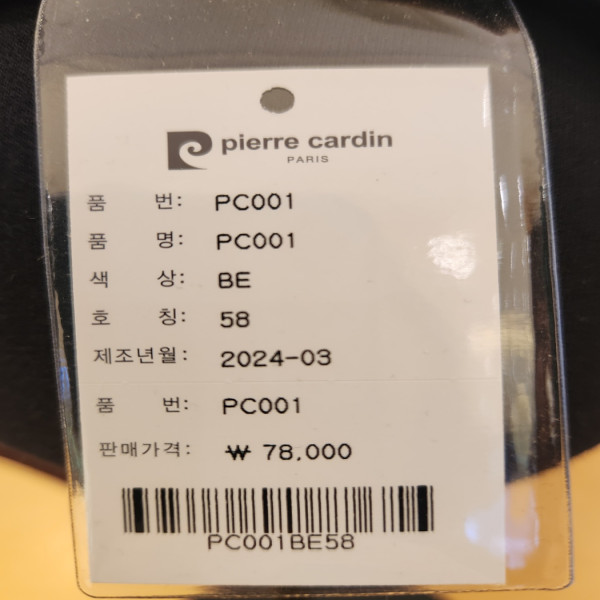 pierre cardin
PARIS
품 번: PC001
품 명: PC001
색 상: BE
호 칭: 58
제조년월: 2024-03
품 번: PC001
판매가격: ₩ 78,000
PC001BE58